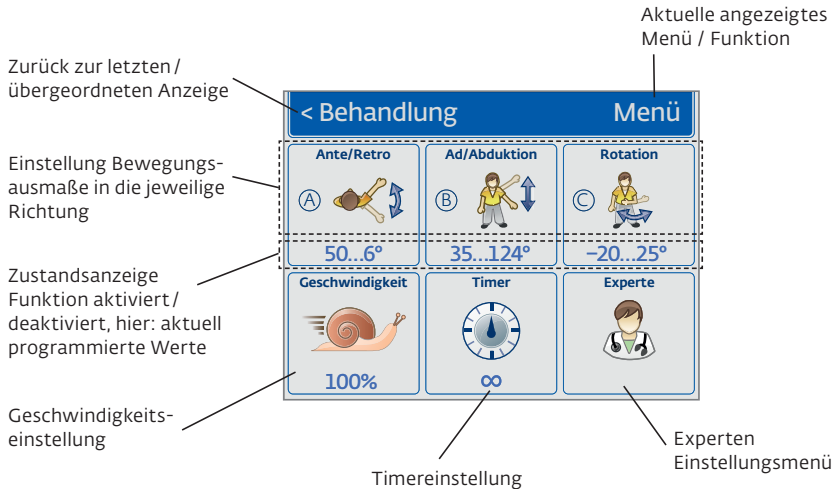 Aktuelle angezeigtes
Menü / Funktion
Zurück zur letzten /
übergeordneten Anzeige
< Behandlung Menü
Einstellung Bewegungs-
ausmaße in die jeweilige
Richtung
Ante/Retro Ad/Abduktion Rotation
A B C
50...6° 35...124° −20...25°
Zustandsanzeige
Funktion aktiviert /
deaktiviert, hier: aktuell
programmierte Werte
Geschwindigkeit Timer Experte
100% ∞
Geschwindigkeits-
einstellung
Timereinstellung
Experten
Einstellungsmenü